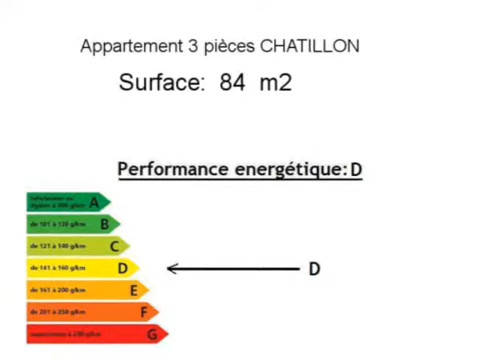 Appartement 3 pièces CHATILLON
Surface: 84 m2
Performance energétique: D
A
de 101 à 120 g/km B
de 121 à 140 g/km C
de 141 à 160 g/km D
D
de 161 à 200 g/km E
de 201 à 250 g/km F
G